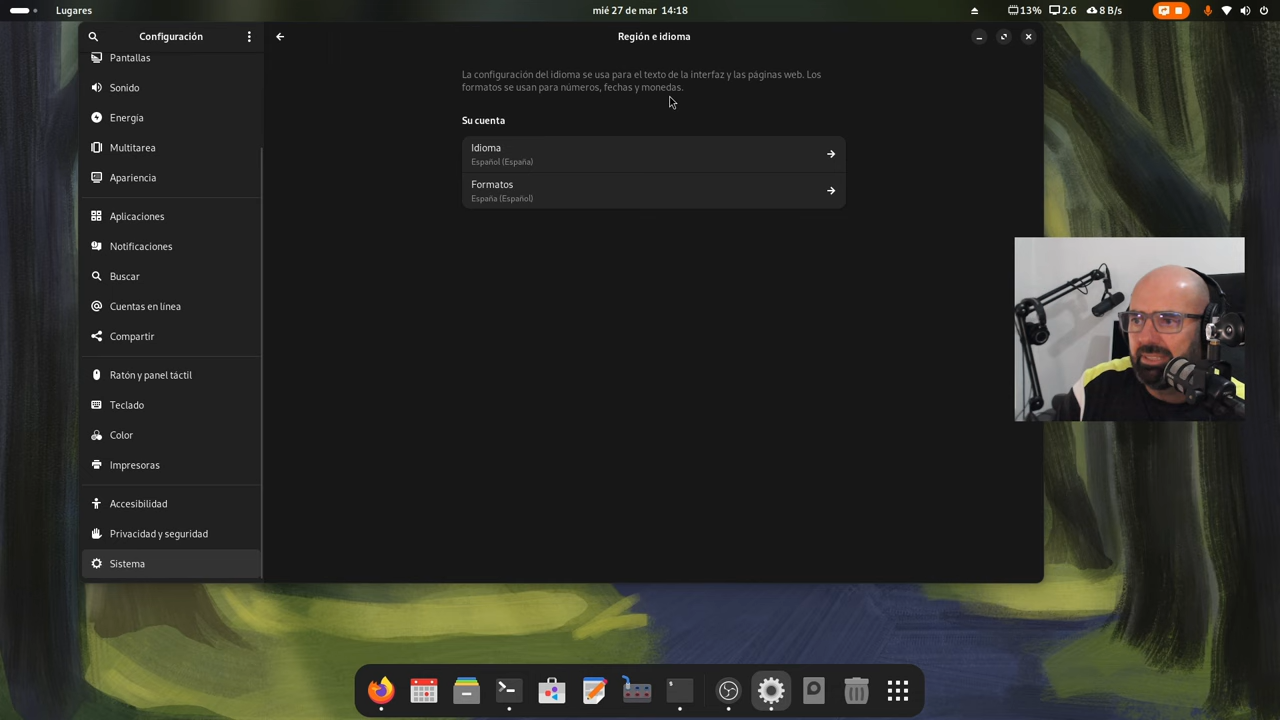 Lugares
mié 27 de mar 14:18
13%
2.6
8 B/s
Configuración
Región e idioma
Pantallas
Sonido
Energía
Multitarea
Apariencia
Aplicaciones
Notificaciones
Buscar
Cuentas en línea
Compartir
Ratón y panel táctil
Teclado
Color
Impresoras
Accesibilidad
Privacidad y seguridad
Sistema
La configuración del idioma se usa para el texto de la interfaz y las páginas web. Los
formatos se usan para números, fechas y monedas.
Su cuenta
Idioma
Español (España)
Formatos
España (Español)